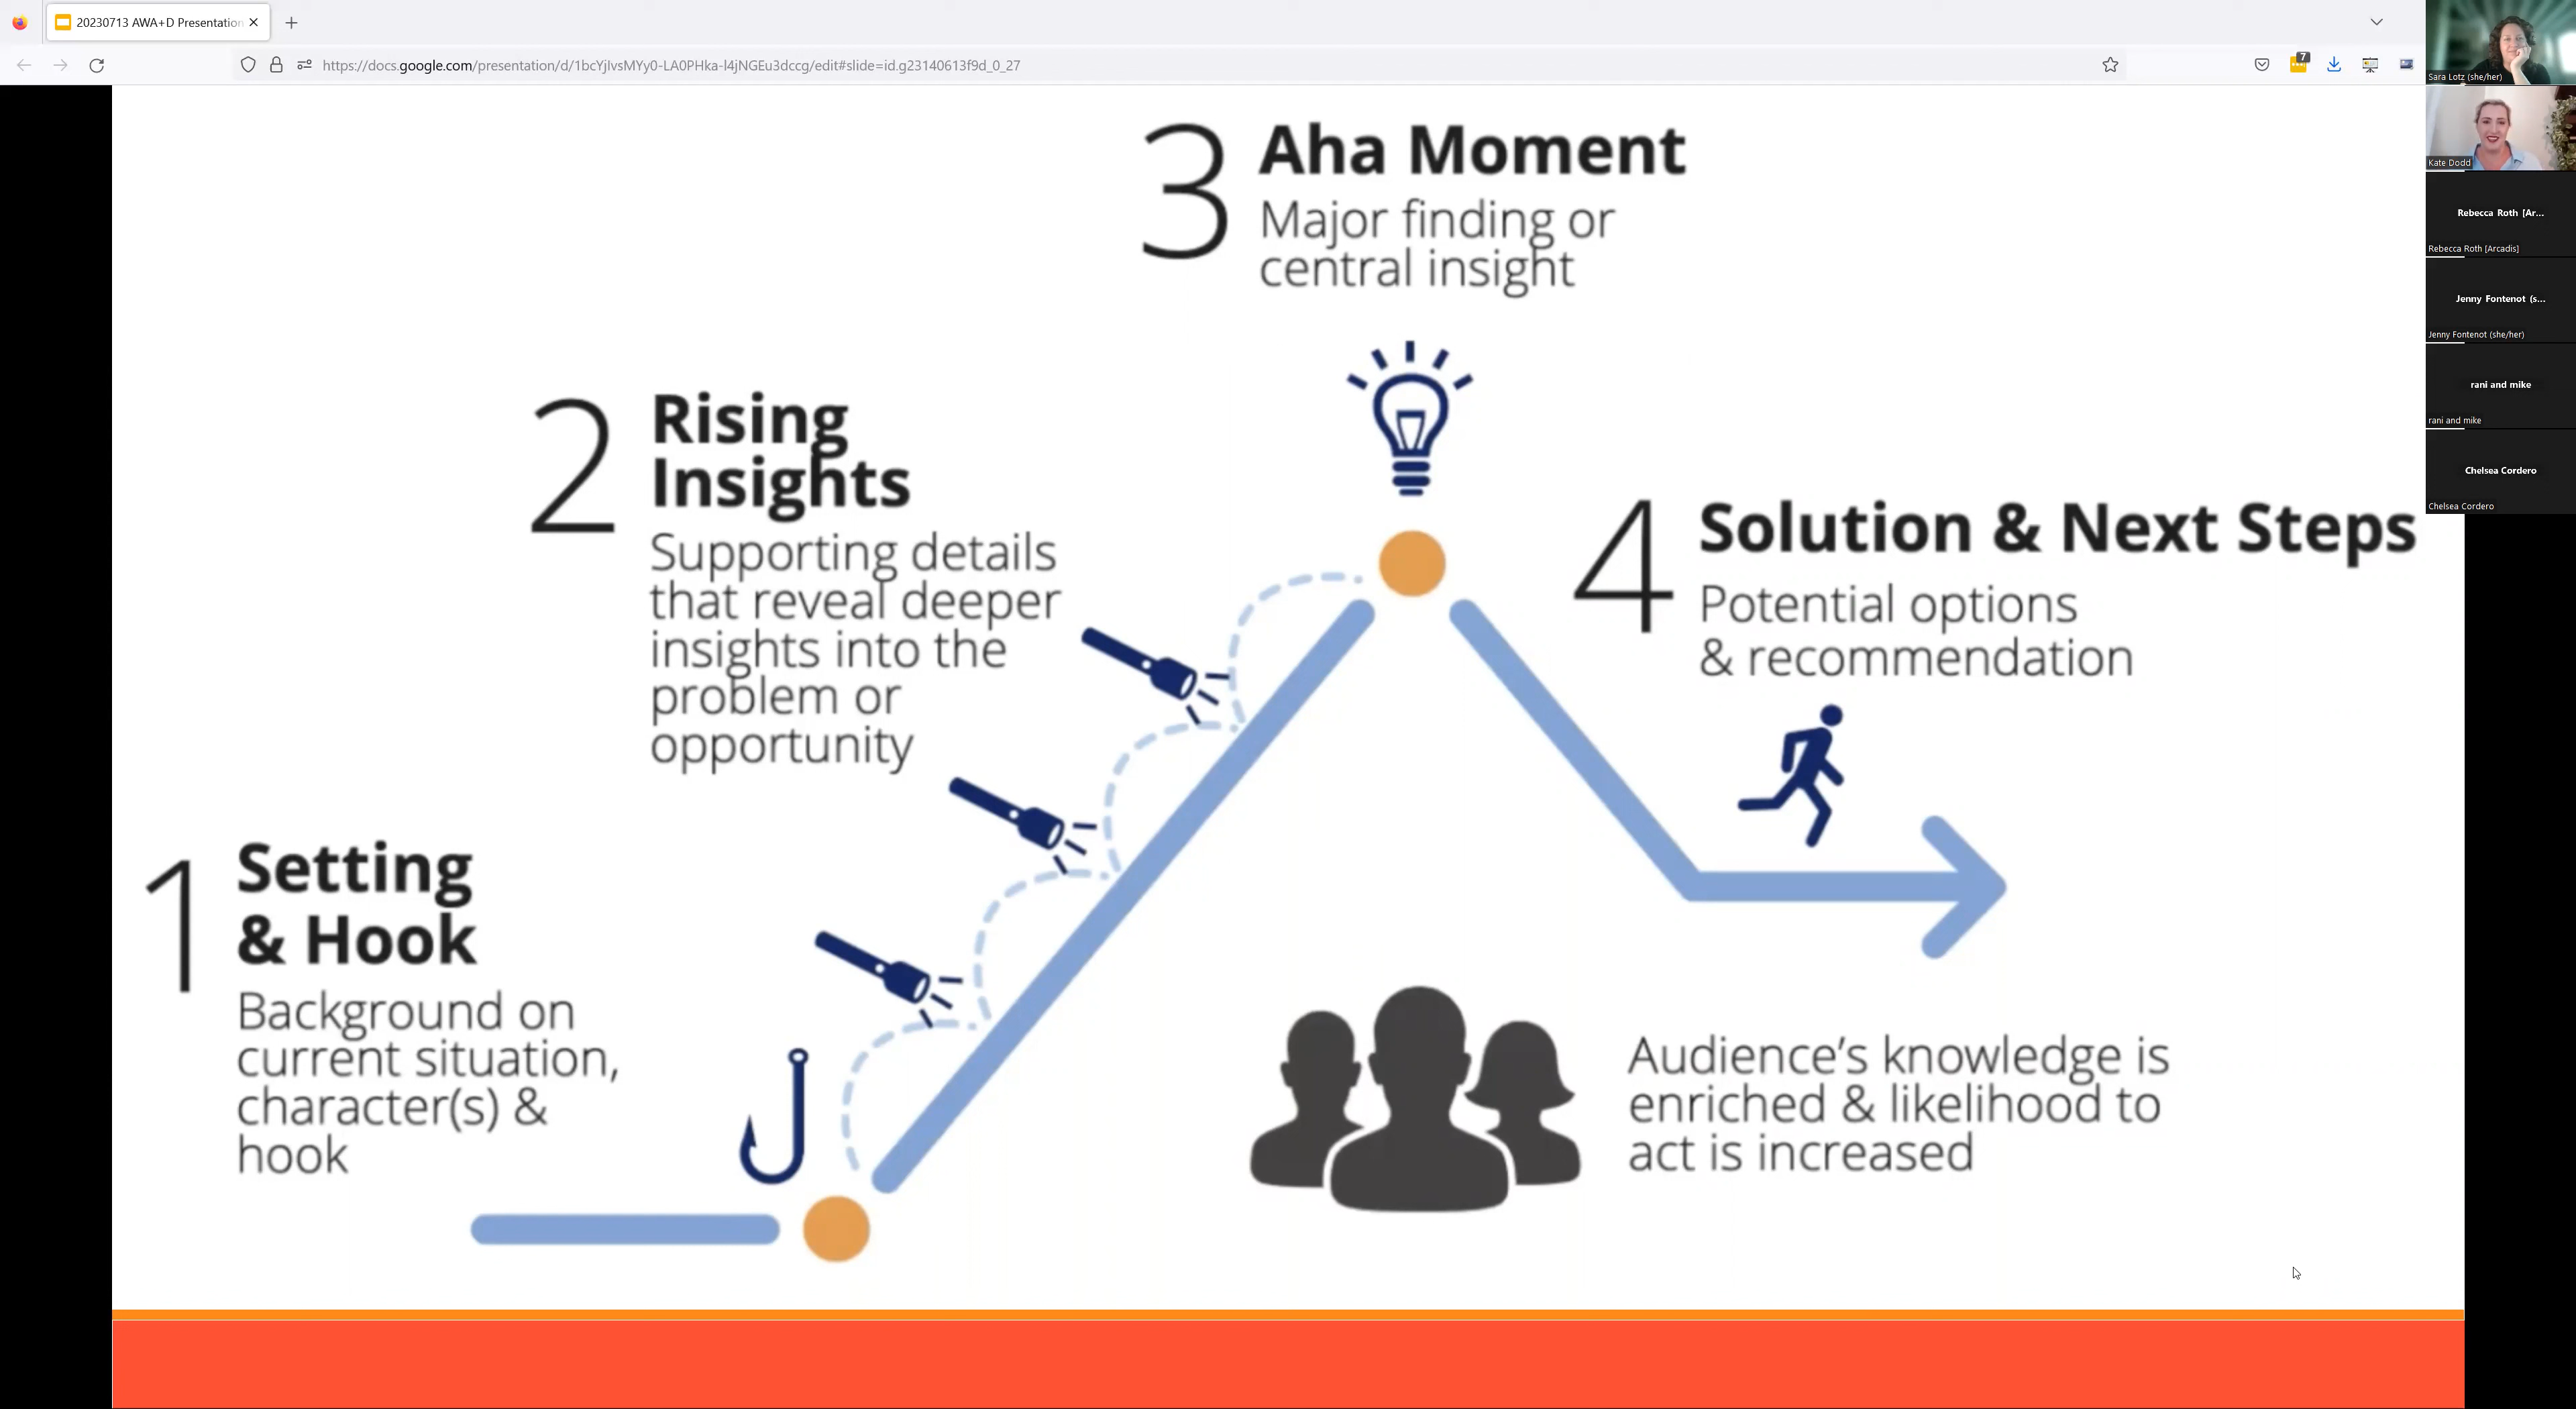 20230713 AWA+D Presentation
https://docs.google.com/presentation/d/1bcYjlvsMYy0-LA0PHka-l4jNGEu3dccg/edit#slide=id.g23140613f9d_0_27
7
3
Aha Moment
Major finding or
central insight
2
Rising
Insights
Supporting details
that reveal deeper
insights into the
problem or
opportunity
4
Solution & Next Steps
Potential options
& recommendation
1
Setting
& Hook
Background on
current situation,
character(s) &
hook
Audience's knowledge is
enriched & likelihood to
act is increased
Sara Lotz (she/her)
Kate Dodd
Rebecca Roth [Ar...
Rebecca Roth [Arcadis]
Jenny Fontenot (s...
Jenny Fontenot (she/her)
rani and mike
rani and mike
Chelsea Cordero
Chelsea Cordero